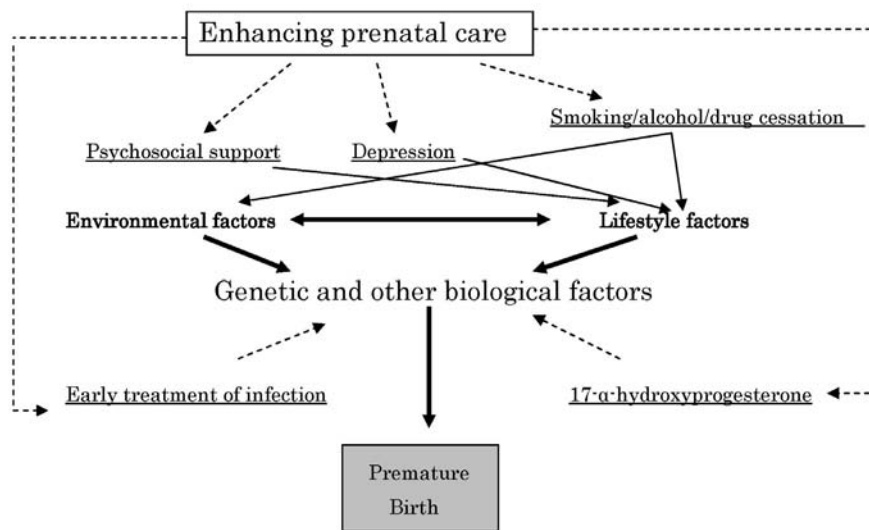 Enhancing prenatal care
Smoking/alcohol/drug cessation
Psychosocial support
Depression
Environmental factors
Lifestyle factors
Genetic and other biological factors
Early treatment of infection
17-α-hydroxyprogesterone
Premature
Birth